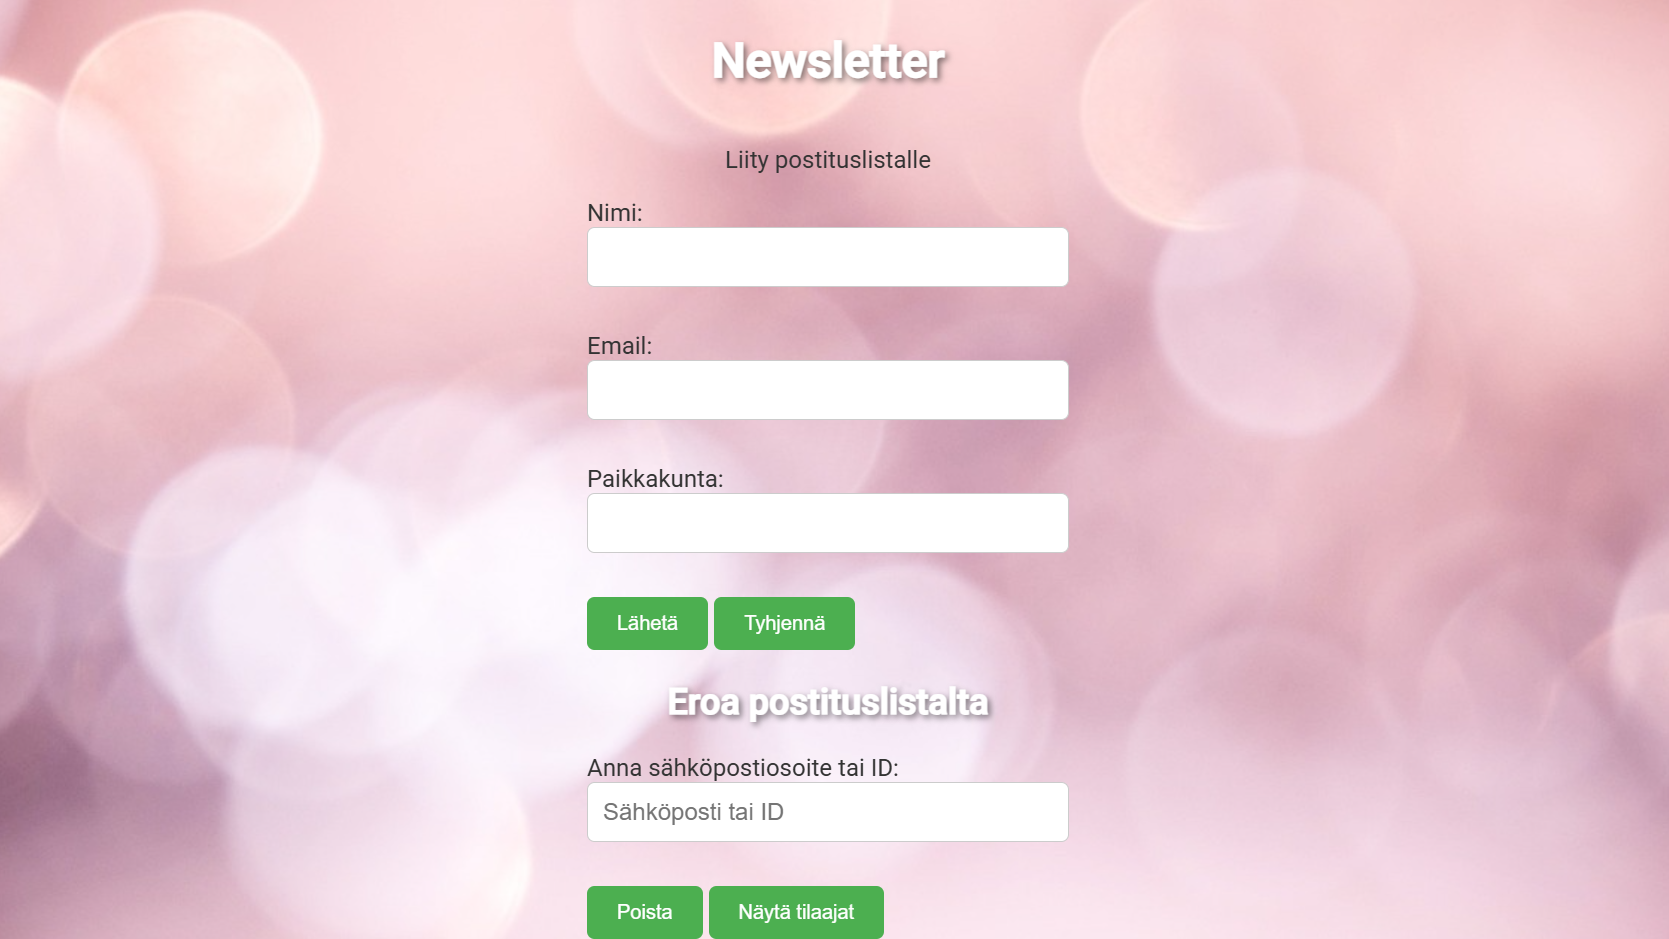 Newsletter
Liity postituslistalle
Nimi:
Email:
Paikkakunta:
Lähetä Tyhjennä
Eroa postituslistalta
Anna sähköpostiosoite tai ID:
Sähköposti tai ID
Poista Näytä tilaajat